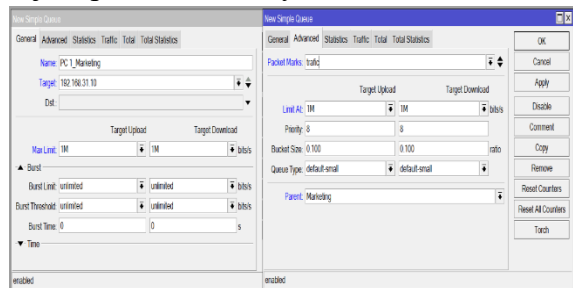 New Simple Queue
General Advanced Statistics Traffic Total Total Statistics
Name: PC 1_Marketing
Target: 192.168.31.10
Dst.:
Target Upload Target Download
Max Limit: 1M 1M bits/s
Burst
Burst Limit: unlimited unlimited bits/s
Burst Threshold: unlimited unlimited bits/s
Burst Time: 0 0 s
Time
enabled
New Simple Queue
General Advanced Statistics Traffic Total Total Statistics
Packet Marks: trafic
Target Upload Target Download
Limit At: 1M 1M bits/s
Priority: 8 8
Bucket Size: 0.100 0.100 ratio
Queue Type: default-small default-small
Parent: Marketing
enabled
OK
Cancel
Apply
Disable
Comment
Copy
Remove
Reset Counters
Reset All Counters
Torch